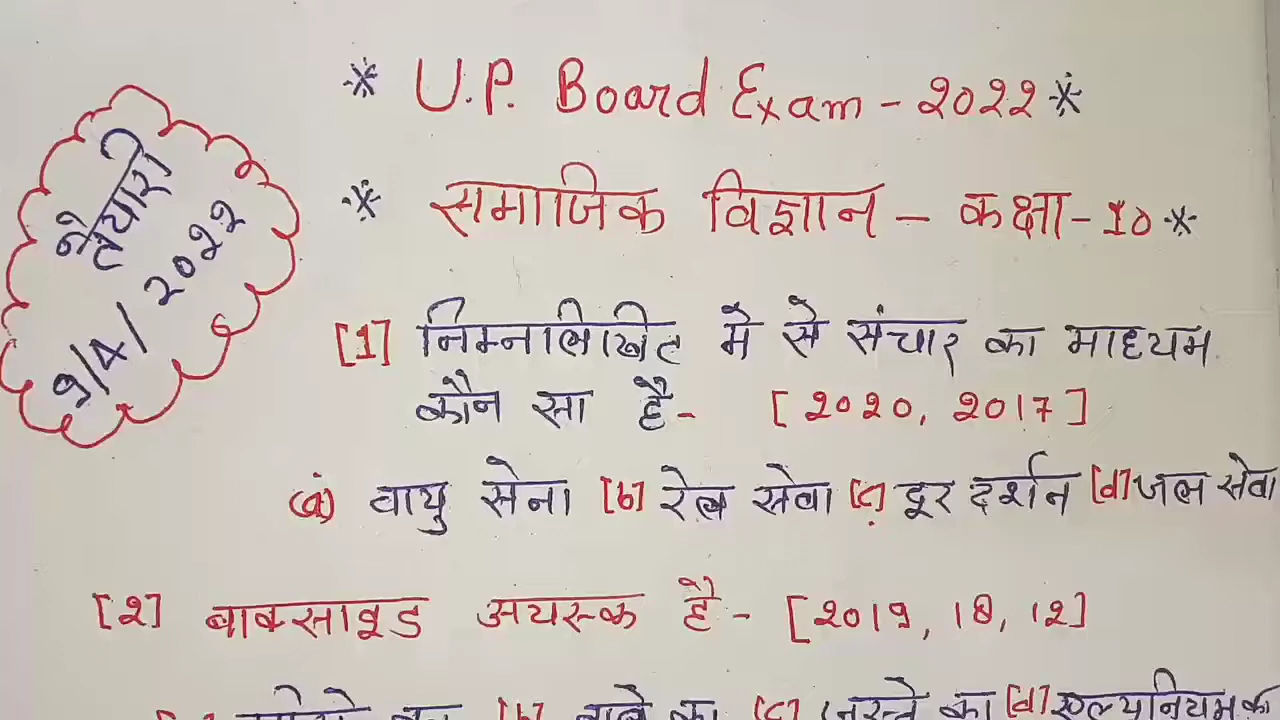 * U.P. Board Exam - 2022 *
* समाजिक विज्ञान - कक्षा - 10 *
तैयारी
9/4/2022
[1] निम्नलिखित मे से संचार का माध्यम
कौन सा है - [2020, 2017]
(a) वायु सेना [b] रेल सेवा [c] दूर दर्शन [d] जल सेवा
[2] बाक्साइड अयस्क है - [2019, 18, 12]
[b] ताबे का [c] का [d]